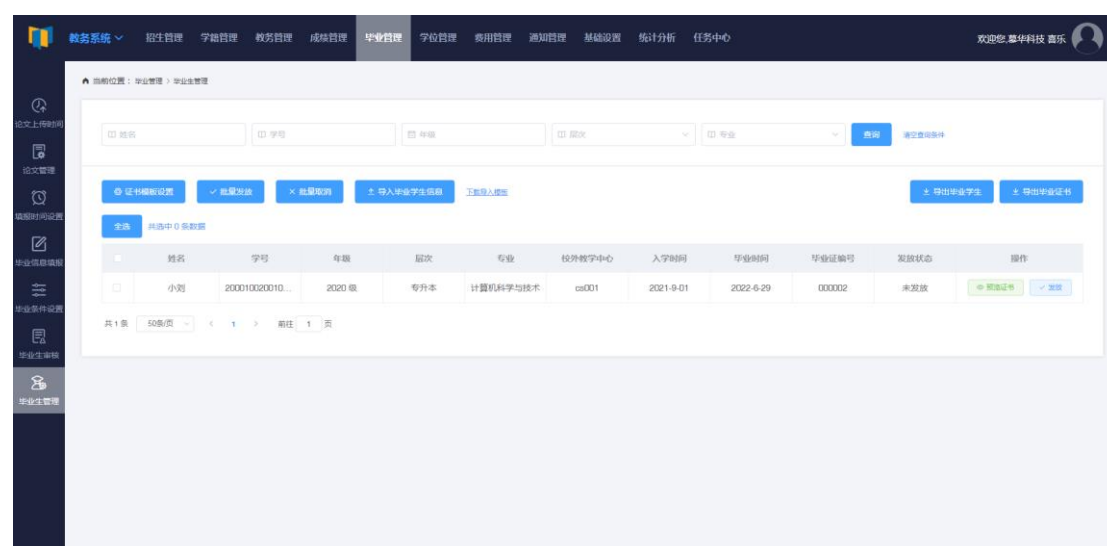 教务系统 招生管理 学籍管理 教务管理 成绩管理 毕业管理 学位管理 费用管理 通知管理 基础设置 统计分析 任务中心 欢迎您,慕华科技 喜乐
当前位置： 毕业管理 > 毕业生管理
论文上传时间
论文管理
填报时间设置
毕业信息填报
毕业条件设置
毕业生审核
毕业生管理
姓名 学号 年级 层次 专业 查询 清空查询条件
证书模板设置 批量发放 批量取消 导入毕业学生信息 下载导入模板 导出毕业学生 导出毕业证书
全选 共选中 0 条数据
姓名 学号 年级 层次 专业 校外教学中心 入学时间 毕业时间 毕业证编号 发放状态 操作
小刘 200010020010... 2020 级 专升本 计算机科学与技术 cs001 2021-9-01 2022-6-29 000002 未发放 预览证书 发放
共 1 条 50条/页 < 1 > 前往 1 页